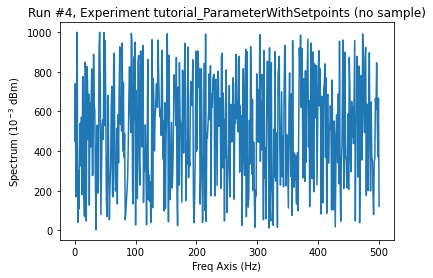 Run #4, Experiment tutorial_ParameterWithSetpoints (no sample)
1000
800
600
400
200
0
Spectrum (10⁻³ dBm)
0 100 200 300 400 500
Freq Axis (Hz)